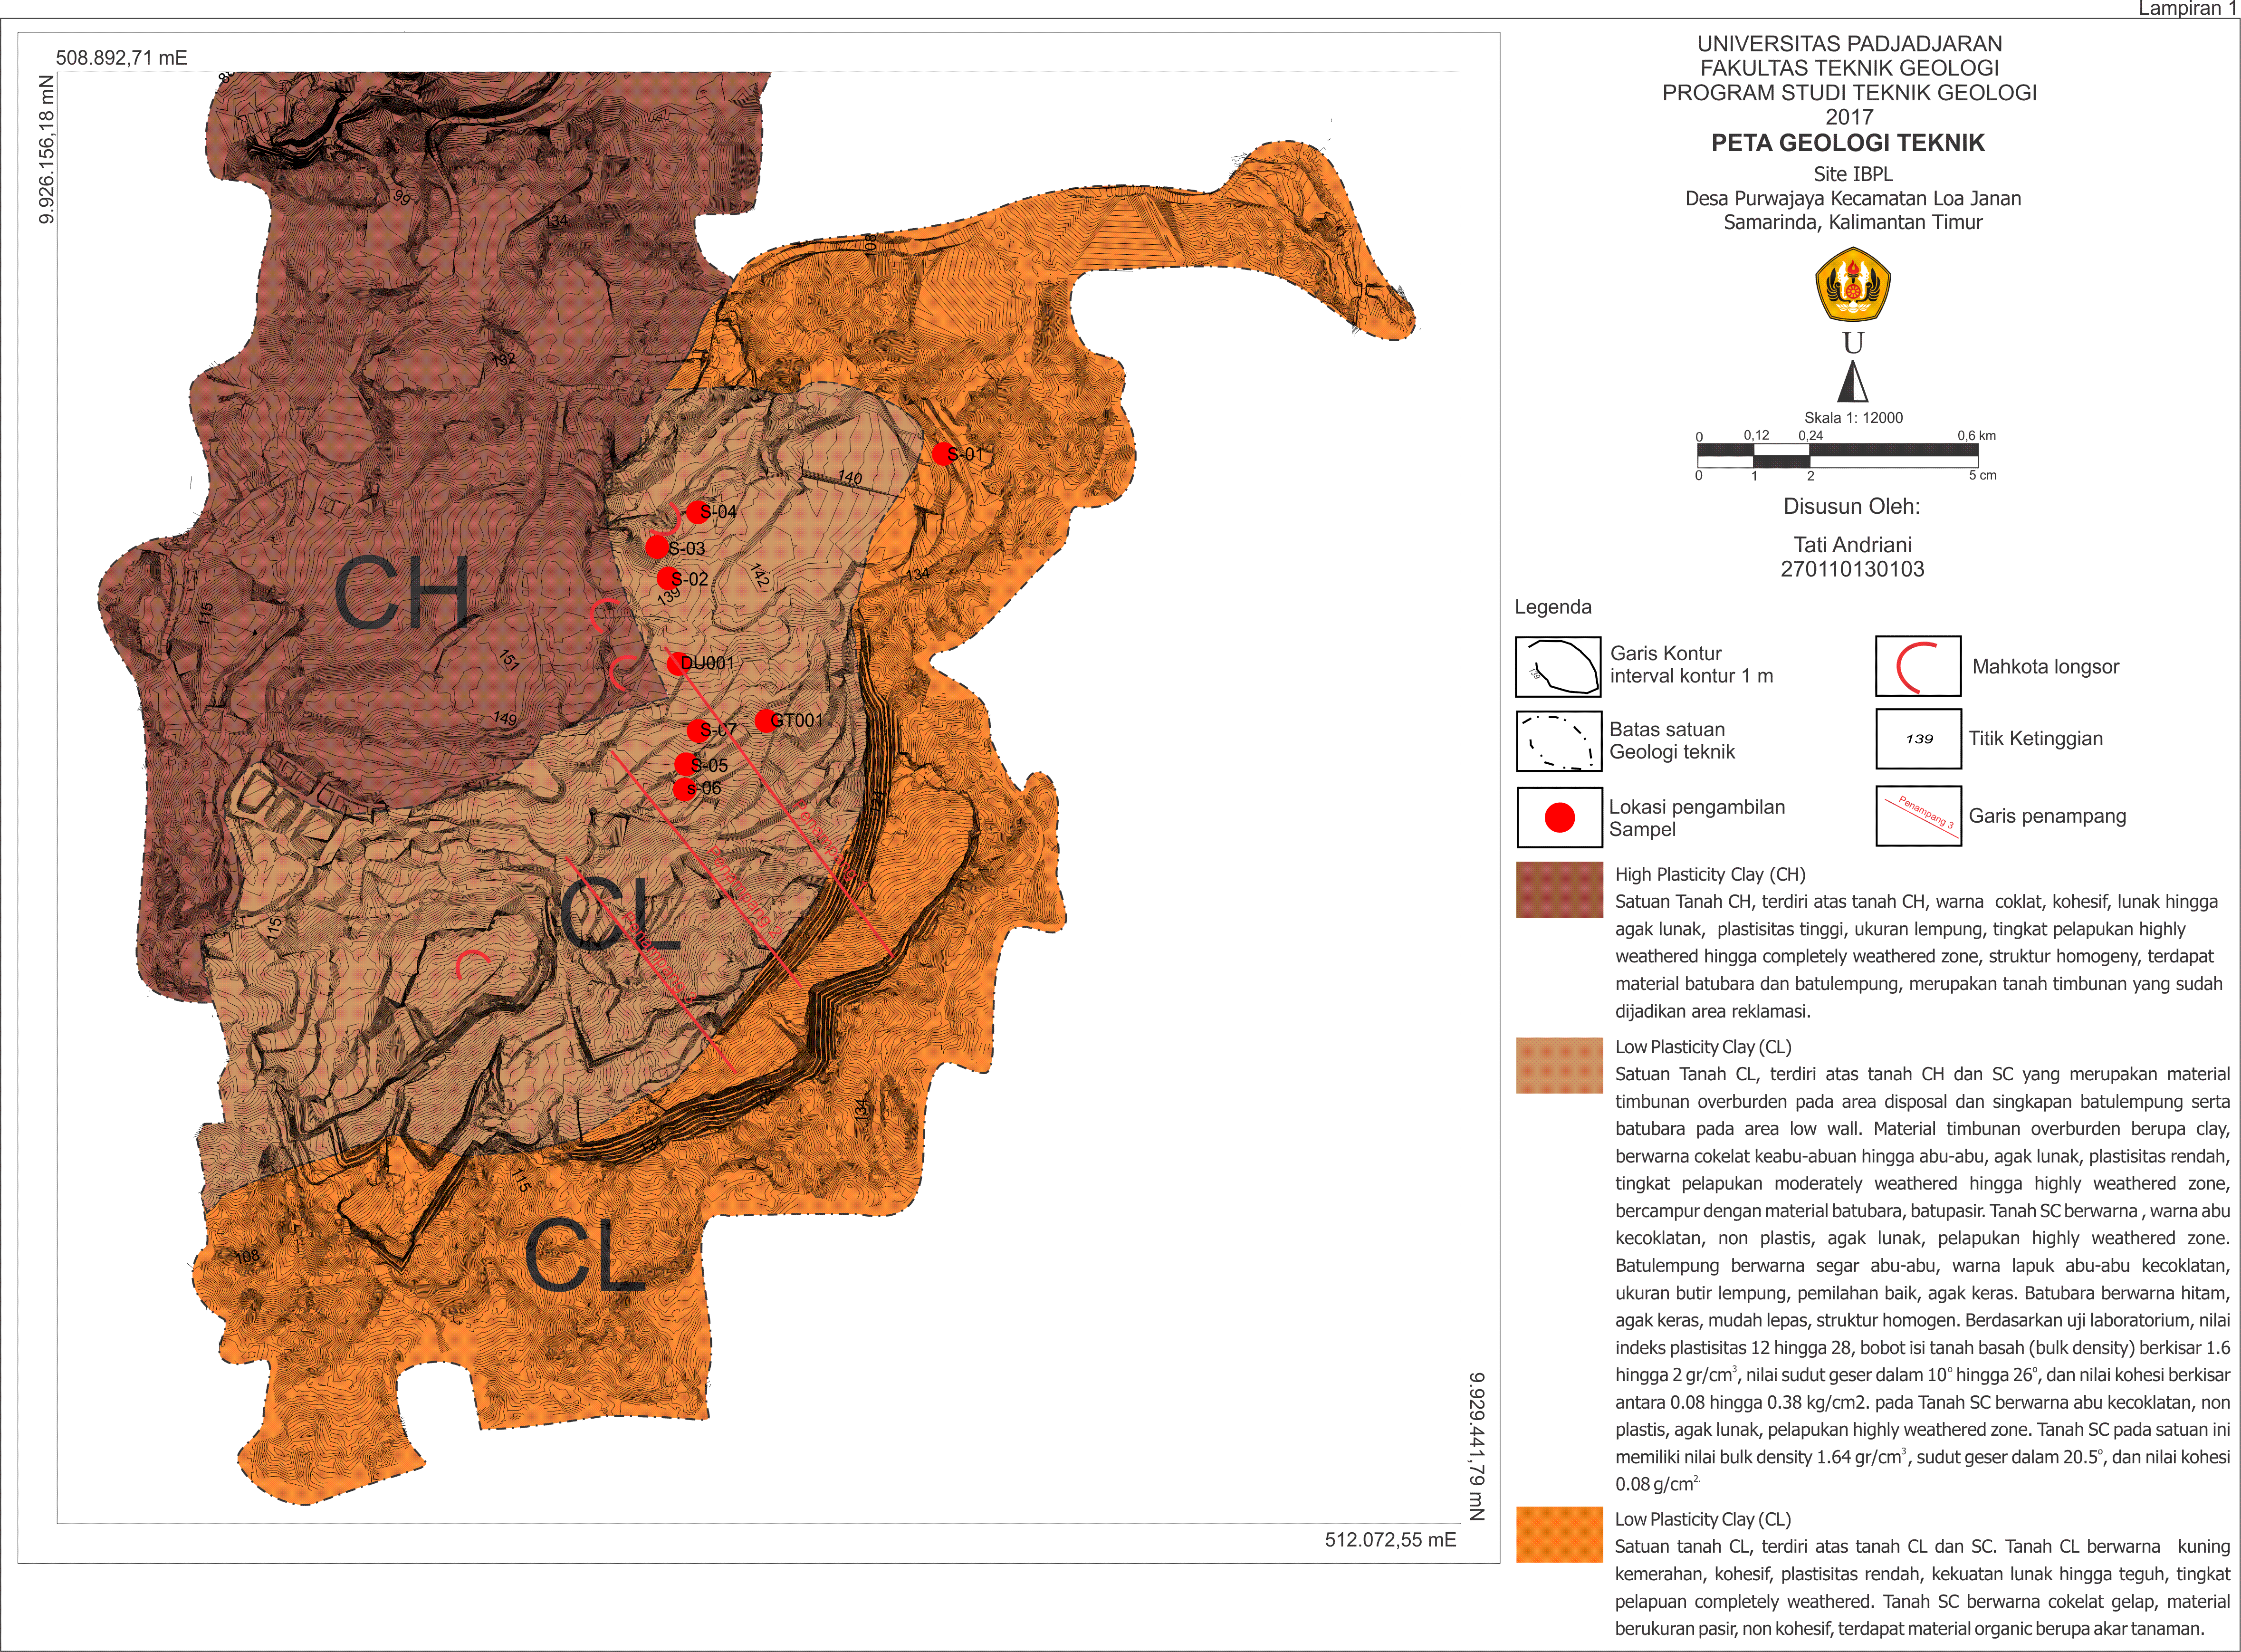 Lampiran 1
508.892,71 mE
9.926.156,18 mN
99
134
108
132
S-01
140
S-04
S-03
S-02
142
139
134
CH
115
DU001
151
149
GT001
S-07
S-05
s-06
124
Penampang 1
Penampang 2
CL
Penampang 3
115
134
134
115
CL
108
9.929.441,79 mN
512.072,55 mE
UNIVERSITAS PADJADJARAN
FAKULTAS TEKNIK GEOLOGI
PROGRAM STUDI TEKNIK GEOLOGI
2017
PETA GEOLOGI TEKNIK
Site IBPL
Desa Purwajaya Kecamatan Loa Janan
Samarinda, Kalimantan Timur
U
Skala 1: 12000
0 0,12 0,24 0,6 km
0 1 2 5 cm
Disusun Oleh:
Tati Andriani
270110130103
Legenda
139
Garis Kontur
interval kontur 1 m
Mahkota longsor
Batas satuan
Geologi teknik
139
Titik Ketinggian
Lokasi pengambilan
Sampel
Penampang 3
Garis penampang
High Plasticity Clay (CH)
Satuan Tanah CH, terdiri atas tanah CH, warna coklat, kohesif, lunak hingga
agak lunak, plastisitas tinggi, ukuran lempung, tingkat pelapukan highly
weathered hingga completely weathered zone, struktur homogeny, terdapat
material batubara dan batulempung, merupakan tanah timbunan yang sudah
dijadikan area reklamasi.
Low Plasticity Clay (CL)
Satuan Tanah CL, terdiri atas tanah CH dan SC yang merupakan material
timbunan overburden pada area disposal dan singkapan batulempung serta
batubara pada area low wall. Material timbunan overburden berupa clay,
berwarna cokelat keabu-abuan hingga abu-abu, agak lunak, plastisitas rendah,
tingkat pelapukan moderately weathered hingga highly weathered zone,
bercampur dengan material batubara, batupasir. Tanah SC berwarna , warna abu
kecoklatan, non plastis, agak lunak, pelapukan highly weathered zone.
Batulempung berwarna segar abu-abu, warna lapuk abu-abu kecoklatan,
ukuran butir lempung, pemilahan baik, agak keras. Batubara berwarna hitam,
agak keras, mudah lepas, struktur homogen. Berdasarkan uji laboratorium, nilai
indeks plastisitas 12 hingga 28, bobot isi tanah basah (bulk density) berkisar 1.6
hingga 2 gr/cm³, nilai sudut geser dalam 10° hingga 26°, dan nilai kohesi berkisar
antara 0.08 hingga 0.38 kg/cm2. pada Tanah SC berwarna abu kecoklatan, non
plastis, agak lunak, pelapukan highly weathered zone. Tanah SC pada satuan ini
memiliki nilai bulk density 1.64 gr/cm³, sudut geser dalam 20.5°, dan nilai kohesi
0.08 g/cm².
Low Plasticity Clay (CL)
Satuan tanah CL, terdiri atas tanah CL dan SC. Tanah CL berwarna kuning
kemerahan, kohesif, plastisitas rendah, kekuatan lunak hingga teguh, tingkat
pelapuan completely weathered. Tanah SC berwarna cokelat gelap, material
berukuran pasir, non kohesif, terdapat material organic berupa akar tanaman.